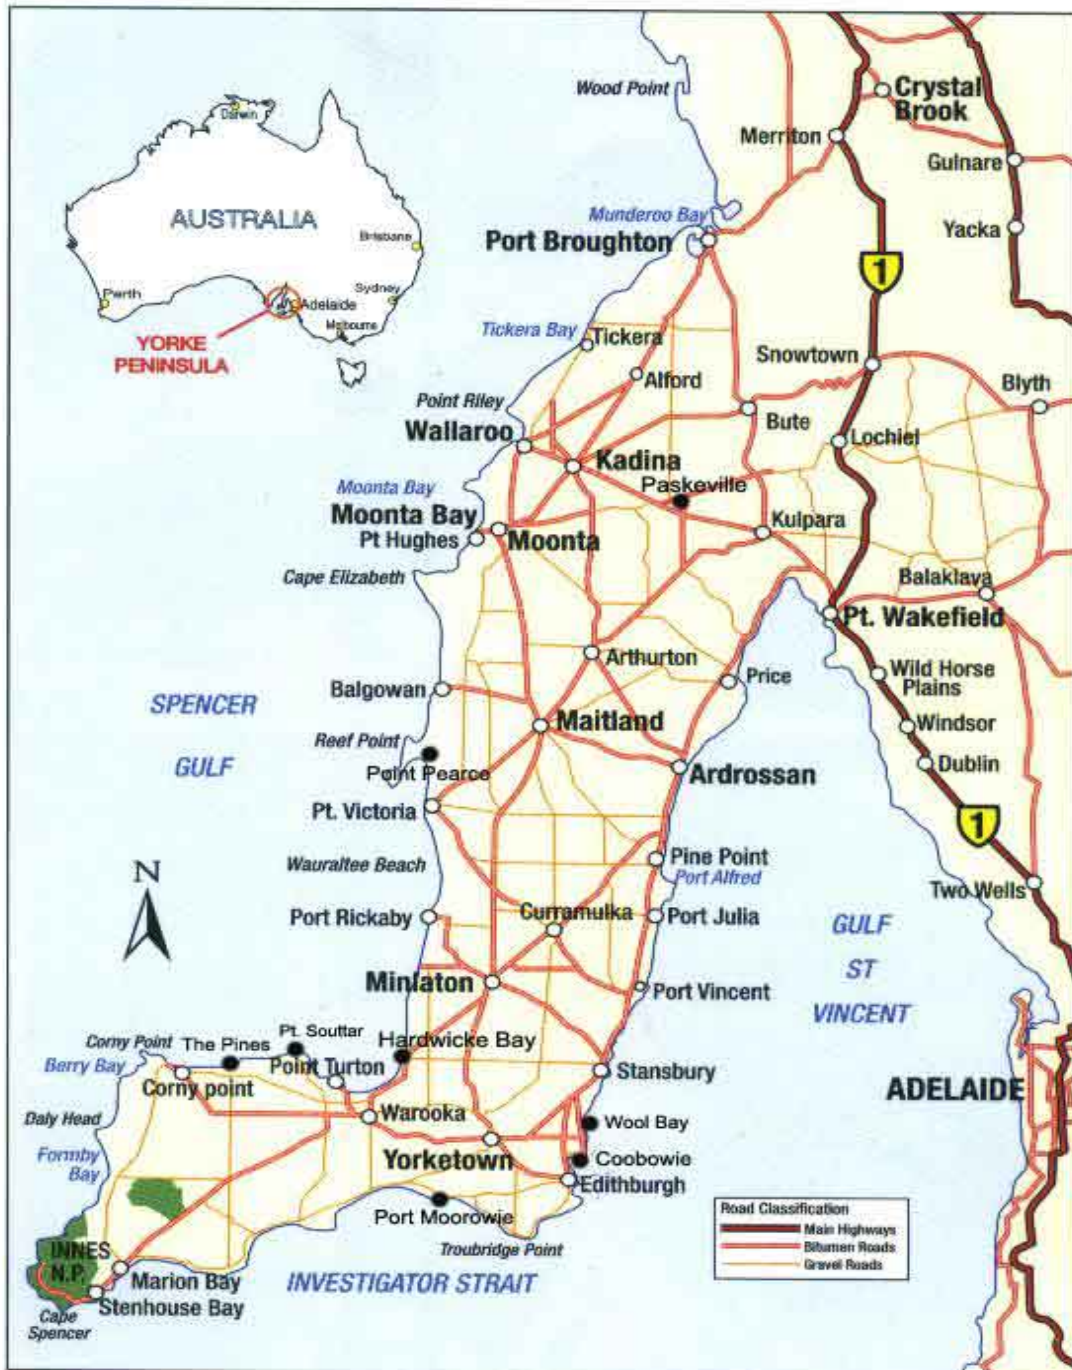 Wood Point
Crystal
Brook
Darwin
Merriton
Gulnare
AUSTRALIA
Munderoo Bay
Port Broughton
Yacka
Brisbane
1
Perth
Adelaide
Sydney
Melbourne
YORKE
PENINSULA
Tickera Bay
Tickera
Snowtown
Alford
Blyth
Point Riley
Bute
Wallaroo
Lochiel
Kadina
Paskeville
Moonta Bay
Moonta Bay
Kulpara
Pt Hughes
Moonta
Cape Elizabeth
Balaklava
Pt. Wakefield
Arthurton
Wild Horse
Plains
Balgowan
Price
SPENCER
GULF
Maitland
Windsor
Reef Point
Dublin
Point Pearce
Ardrossan
Pt. Victoria
1
Wauraltee Beach
Pine Point
Port Alfred
Two Wells
N
Port Rickaby
Curramulka
Port Julia
GULF
ST
VINCENT
Minlaton
Port Vincent
Corny Point
Pt. Souttar
The Pines
Hardwicke Bay
Berry Bay
Corny point
Point Turton
Stansbury
ADELAIDE
Daly Head
Warooka
Wool Bay
Formby
Bay
Yorketown
Coobowie
Edithburgh
Port Moorowie
Troubridge Point
Road Classification
Main Highways
Bitumen Roads
Gravel Roads
INNES
N.P.
Marion Bay
Stenhouse Bay
INVESTIGATOR STRAIT
Cape
Spencer